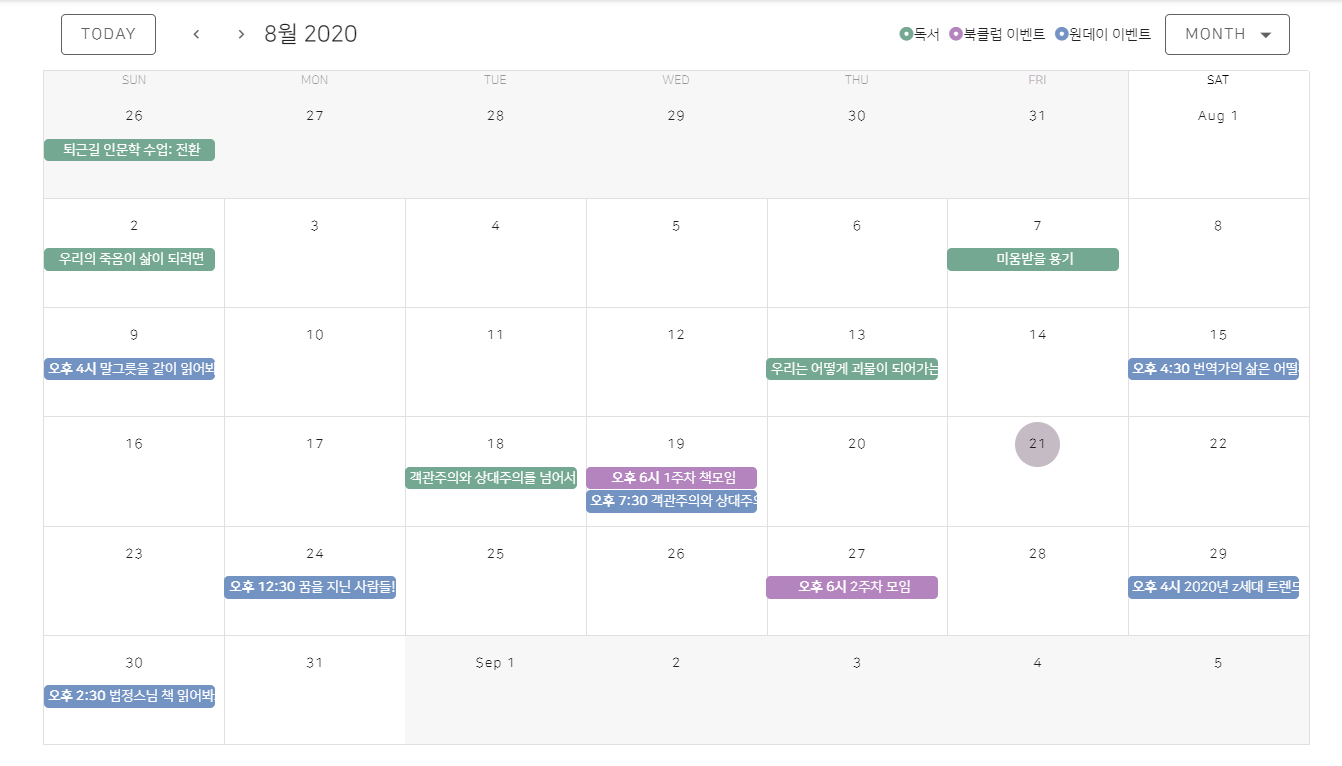 TODAY ‹ › 8월 2020 독서 북클럽 이벤트 원데이 이벤트 MONTH
SUN MON TUE WED THU FRI SAT
26 27 28 29 30 31 Aug 1
퇴근길 인문학 수업: 전환
2 3 4 5 6 7 8
우리의 죽음이 삶이 되려면 미움받을 용기
9 10 11 12 13 14 15
오후 4시 말그릇을 같이 읽어보 우리는 어떻게 괴물이 되어가는 오후 4:30 번역가의 삶은 어떨
16 17 18 19 20 21 22
객관주의와 상대주의를 넘어서 오후 6시 1주차 책모임
오후 7:30 객관주의와 상대주의
23 24 25 26 27 28 29
오후 12:30 꿈을 지닌 사람들! 오후 6시 2주차 모임 오후 4시 2020년 z세대 트렌드
30 31 Sep 1 2 3 4 5
오후 2:30 법정스님 책 읽어봐